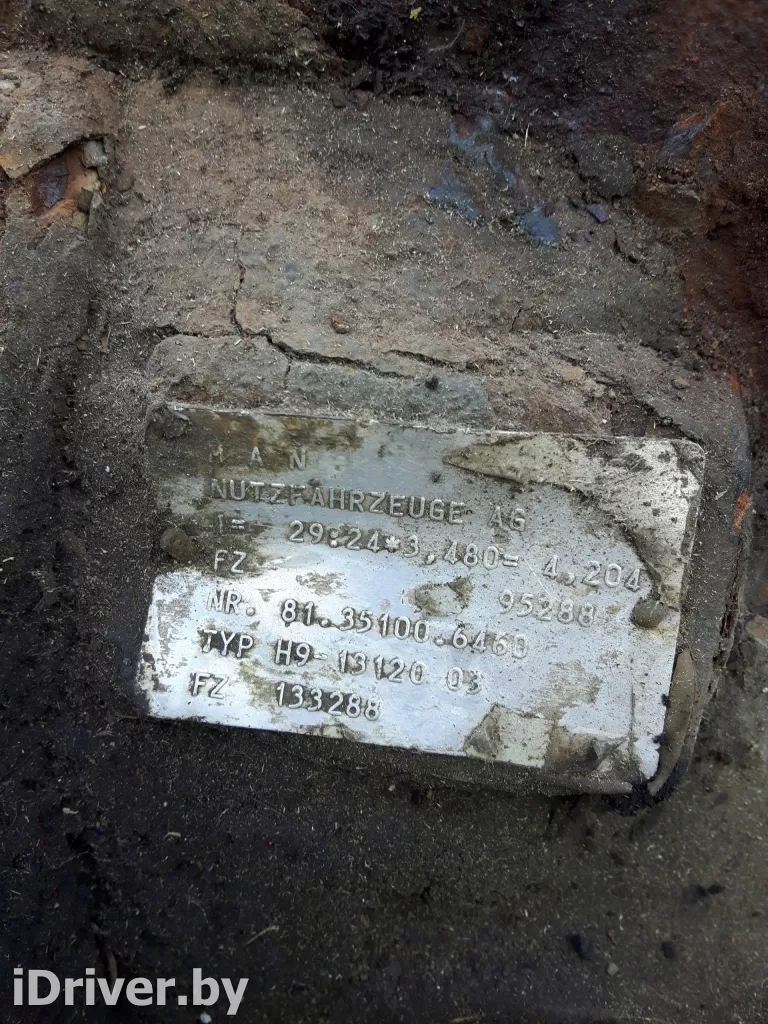 M A N
NUTZFAHRZEUGE AG
I= 29:24*3,480= 4,204
FZ 95288
NR. 81.35100.6460
TYP H9-13120 03
FZ 133288
iDriver.by